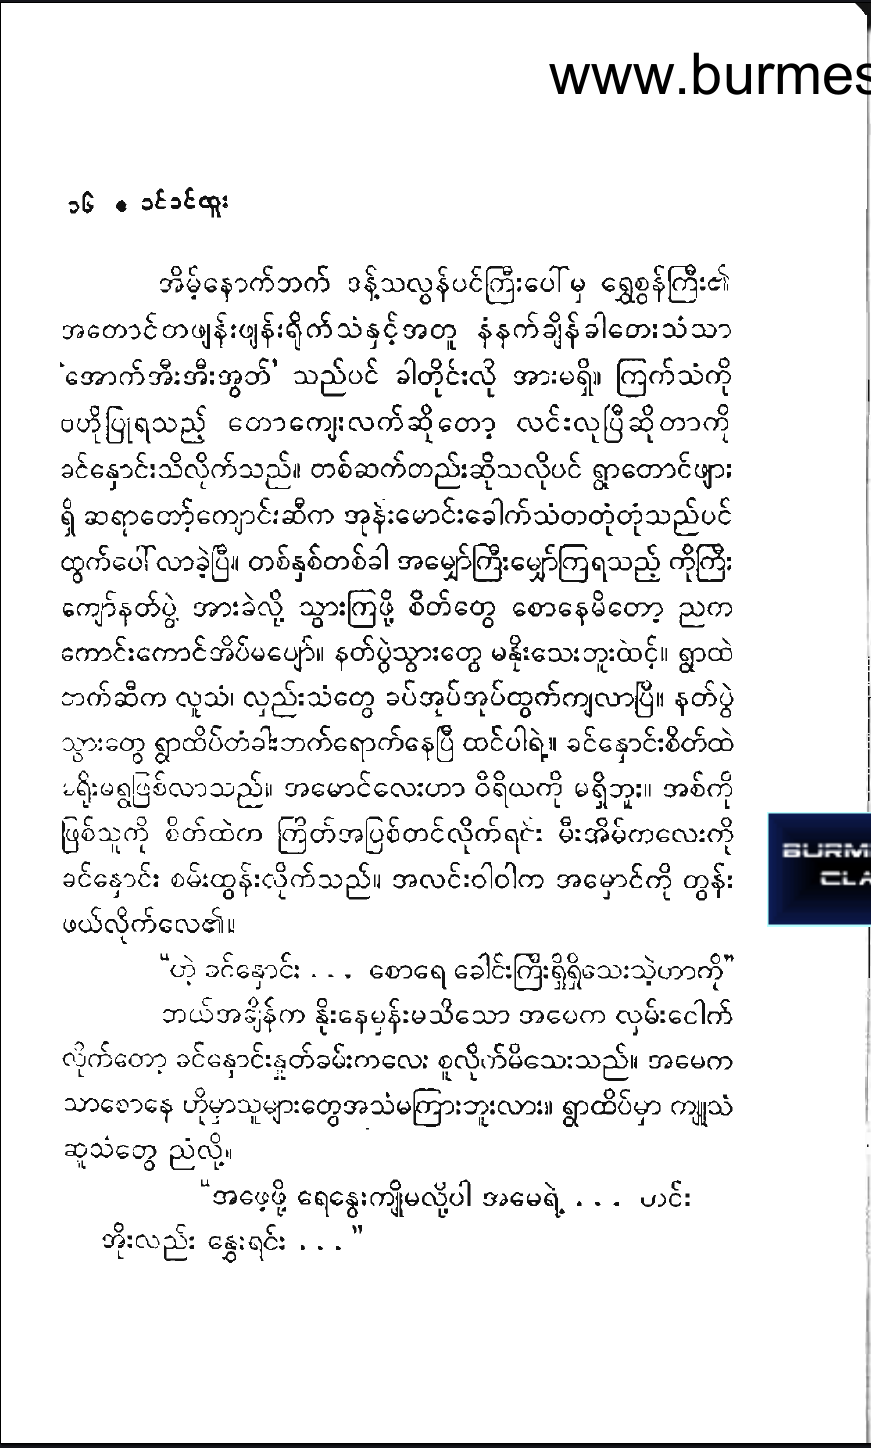 www.burmes
၁၆ • ခင်ခင်ထူး
အိမ့်နောက်ဘက် ဒန့်သလွန်ပင်ကြီးပေါ်မှ ရွှေစွန်ကြီး၏
အတောင်တဖျန်းဖျန်းရိုက်သံနှင့်အတူ နံနက်ချိန်ခါတေးသံသာ
‘အောက်အီးအီးအွတ်’ သည်ပင် ခါတိုင်းလို အားမရှိ။ ကြက်သံကို
ဗဟိုပြုရသည့် တောကျေးလက်ဆိုတော့ လင်းလုပြီဆိုတာကို
ခင်နှောင်းသိလိုက်သည်။ တစ်ဆက်တည်းဆိုသလိုပင် ရွာတောင်ဖျား
ရှိ ဆရာတော့်ကျောင်းဆီက အုန်းမောင်းခေါက်သံတတုံတုံသည်ပင်
ထွက်ပေါ်လာခဲ့ပြီ။ တစ်နှစ်တစ်ခါ အမျှော်ကြီးမျှော်ကြရသည့် ကိုကြီး
ကျော်နတ်ပွဲ့ အားခဲလို့ သွားကြဖို့ စိတ်တွေ စောနေမိတော့ ညက
ကောင်းကောင်အိပ်မပျော်။ နတ်ပွဲသွားတွေ မနိုးသေးဘူးထင့်။ ရွာထဲ
ဘက်ဆီက လူသံ၊ လှည်းသံတွေ ခပ်အုပ်အုပ်ထွက်ကျလာပြီ။ နတ်ပွဲ
သွားတွေ ရွာထိပ်တံခါးဘက်ရောက်နေပြီ ထင်ပါရဲ့။ ခင်နှောင်းစိတ်ထဲ
မရိုးမရွဖြစ်လာသည်။ အမောင်လေးဟာ ဝီရိယကို မရှိဘူး။ အစ်ကို
ဖြစ်သူကို စိတ်ထဲက ကြိတ်အပြစ်တင်လိုက်ရင်း မီးအိမ်ကလေးကို
ခင်နှောင်း စမ်းထွန်းလိုက်သည်။ အလင်းဝါဝါက အမှောင်ကို တွန်း
ဖယ်လိုက်လေ၏။
“ဟဲ့ ခင်နှောင်း . . . စောရေ ခေါင်းကြီးရှိရှိသေးသဲ့ဟာကို”
ဘယ်အချိန်က နိုးနေမှန်းမသိသော အမေက လှမ်းငေါက်
လိုက်တော့ ခင်နှောင်းနှုတ်ခမ်းကလေး စူလိုက်မိသေးသည်။ အမေက
သာစောနေ ဟိုမှာသူများတွေအသံမကြားဘူးလား။ ရွာထိပ်မှာ ကျူသံ
ဆူသံတွေ ညံလို့။
“အဖေ့ဖို့ ရေနွေးကျိုမလို့ပါ အမေရဲ့ . . . ဟင်း
အိုးလည်း နွှေးရင်း . . .”
BURME
CLA